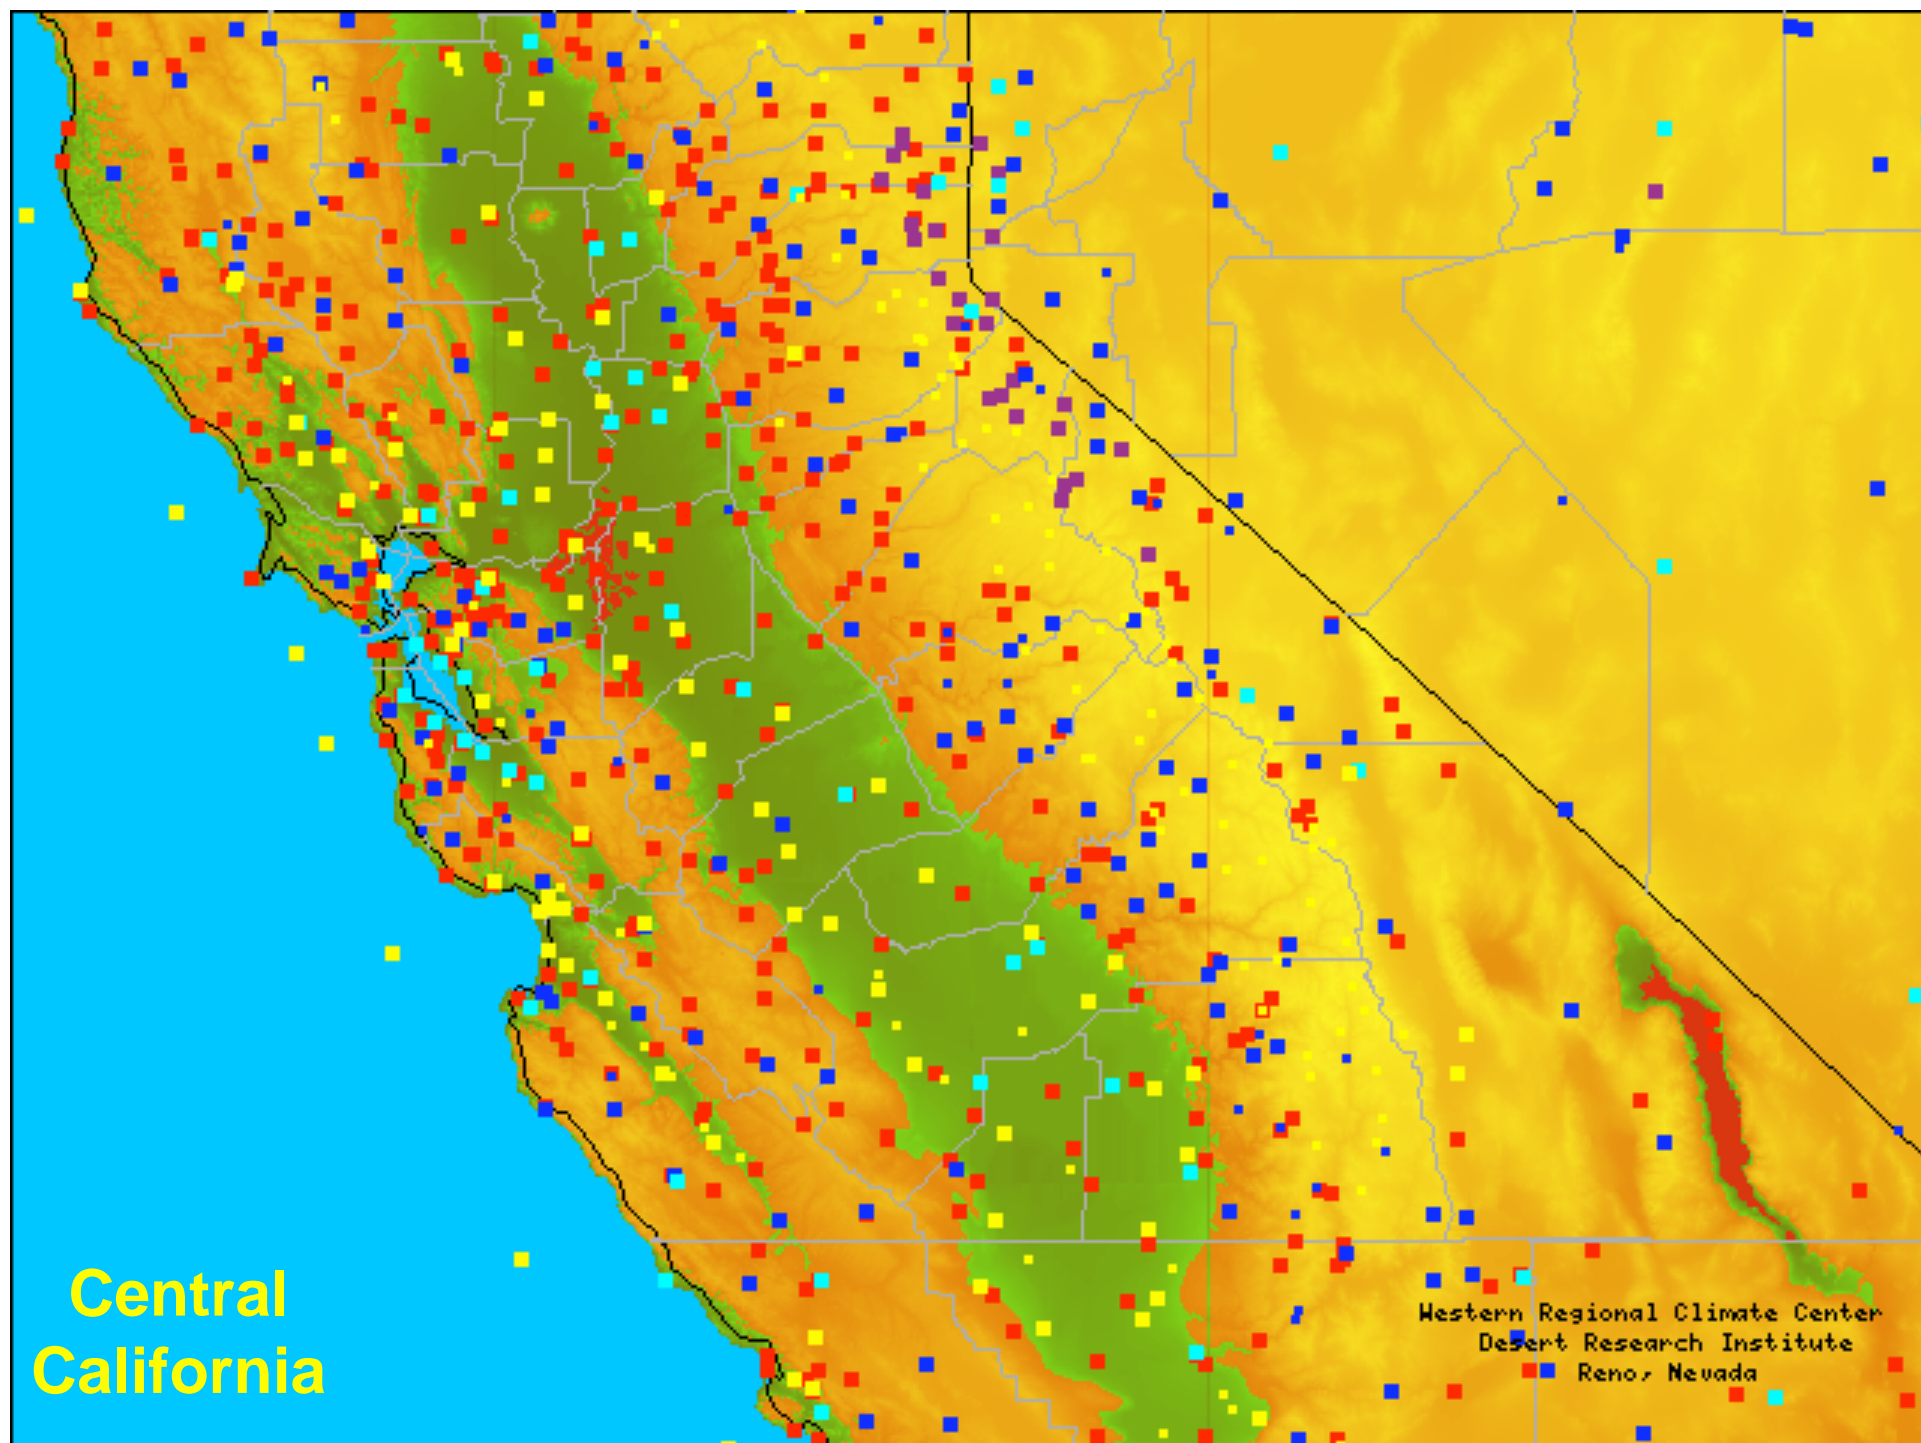 Central
California
Western Regional Climate Center
Desert Research Institute
Reno, Nevada